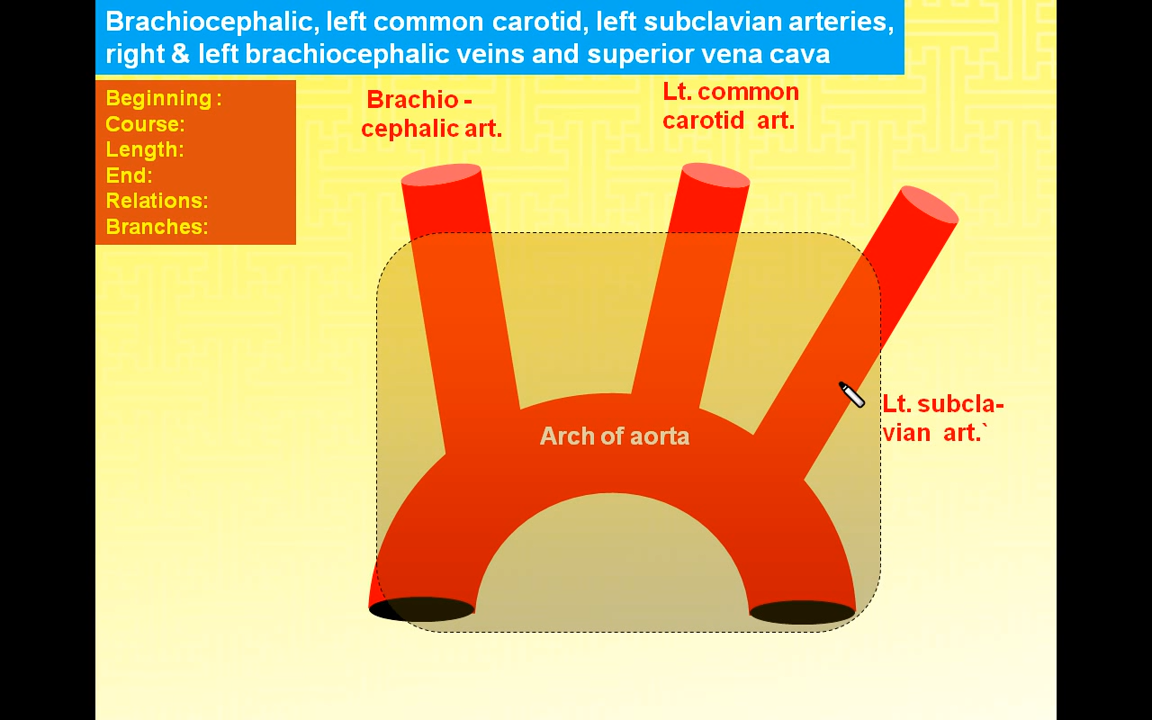 Brachiocephalic, left common carotid, left subclavian arteries,
right & left brachiocephalic veins and superior vena cava
Beginning :
Course:
Length:
End:
Relations:
Branches:
Brachio -
cephalic art.
Lt. common
carotid art.
Lt. subcla-
vian art.`
Arch of aorta